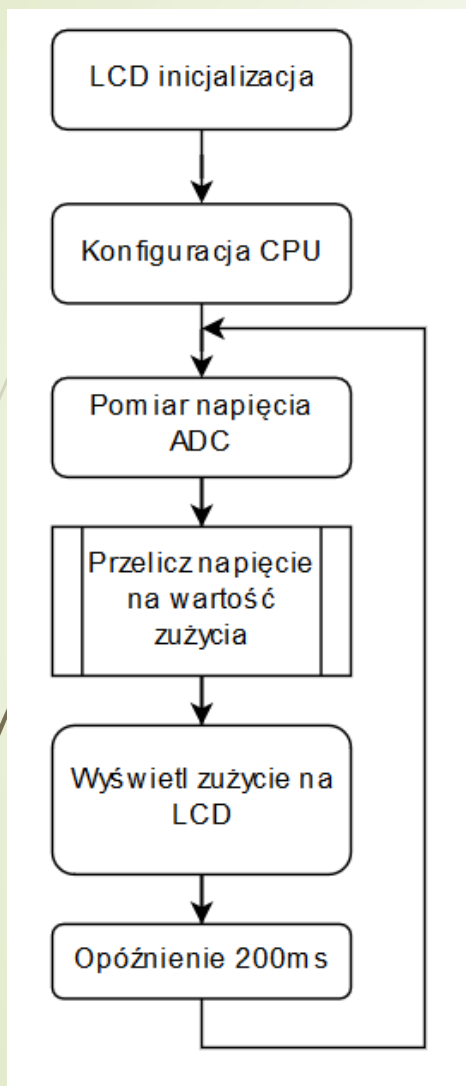 LCD inicjalizacja
Konfiguracja CPU
Pomiar napięcia
ADC
Przelicz napięcie
na wartość
zużycia
Wyświetl zużycie na
LCD
Opóźnienie 200ms